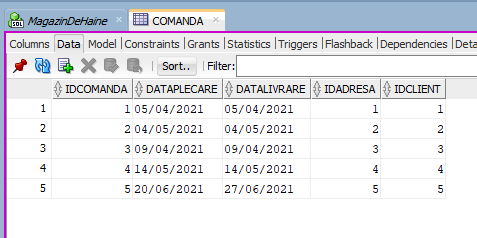 SQL MagazinDeHaine × COMANDA ×
Columns Data Model Constraints Grants Statistics Triggers Flashback Dependencies Deta
Sort.. Filter:
IDCOMANDA DATAPLECARE DATALIVRARE IDADRESA IDCLIENT
1 1 05/04/2021 05/04/2021 1 1
2 2 04/05/2021 04/05/2021 2 2
3 3 09/04/2021 09/04/2021 3 3
4 4 14/05/2021 14/05/2021 4 4
5 5 20/06/2021 27/06/2021 5 5